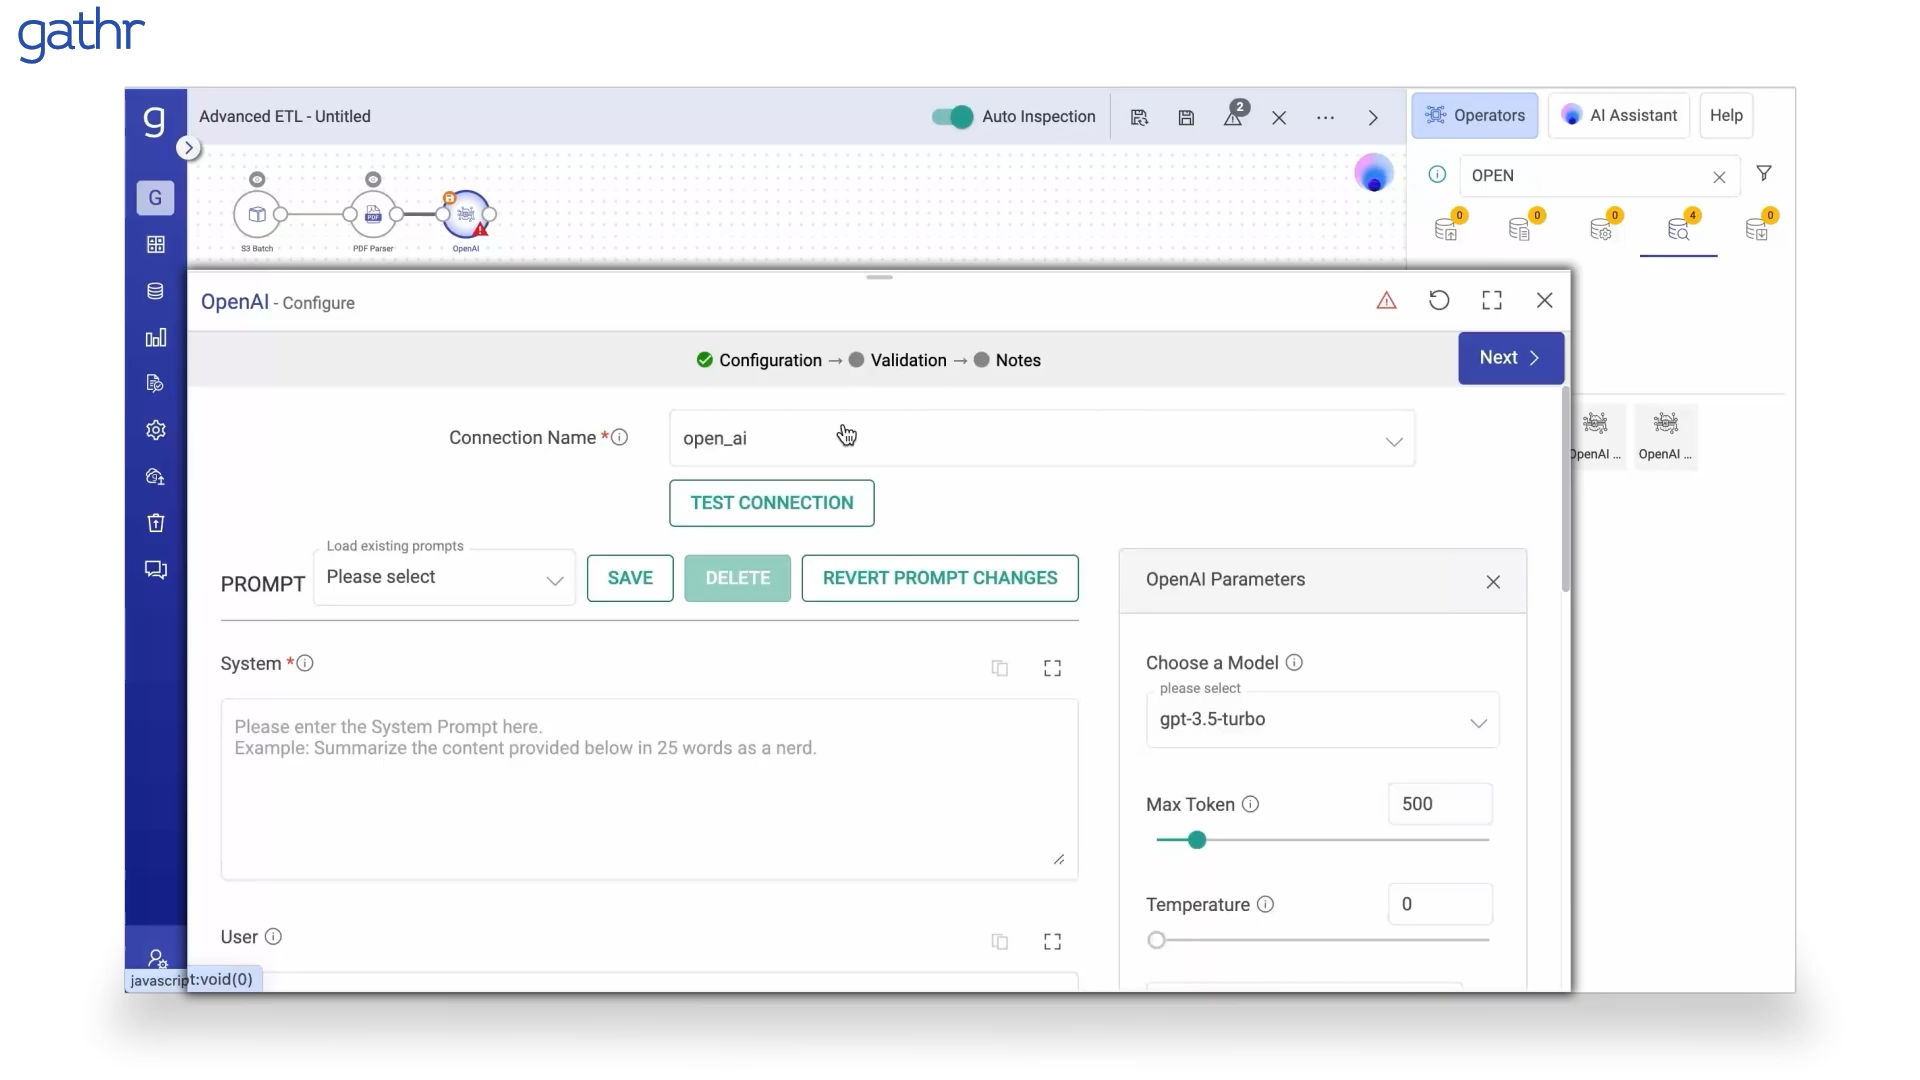 gathr
g
Advanced ETL - Untitled
Auto Inspection
2
Operators
AI Assistant
Help
OPEN
G
0
0
0
4
0
PDF
S3 Batch
PDF Parser
OpenAI
OpenAI - Configure
Configuration → Validation → Notes
Next
Connection Name *
open_ai
OpenAI ...
OpenAI ...
TEST CONNECTION
PROMPT
Load existing prompts
Please select
SAVE
DELETE
REVERT PROMPT CHANGES
OpenAI Parameters
System *
Please enter the System Prompt here.
Example: Summarize the content provided below in 25 words as a nerd.
Choose a Model
please select
gpt-3.5-turbo
Max Token
500
Temperature
0
User
javascript:void(0)